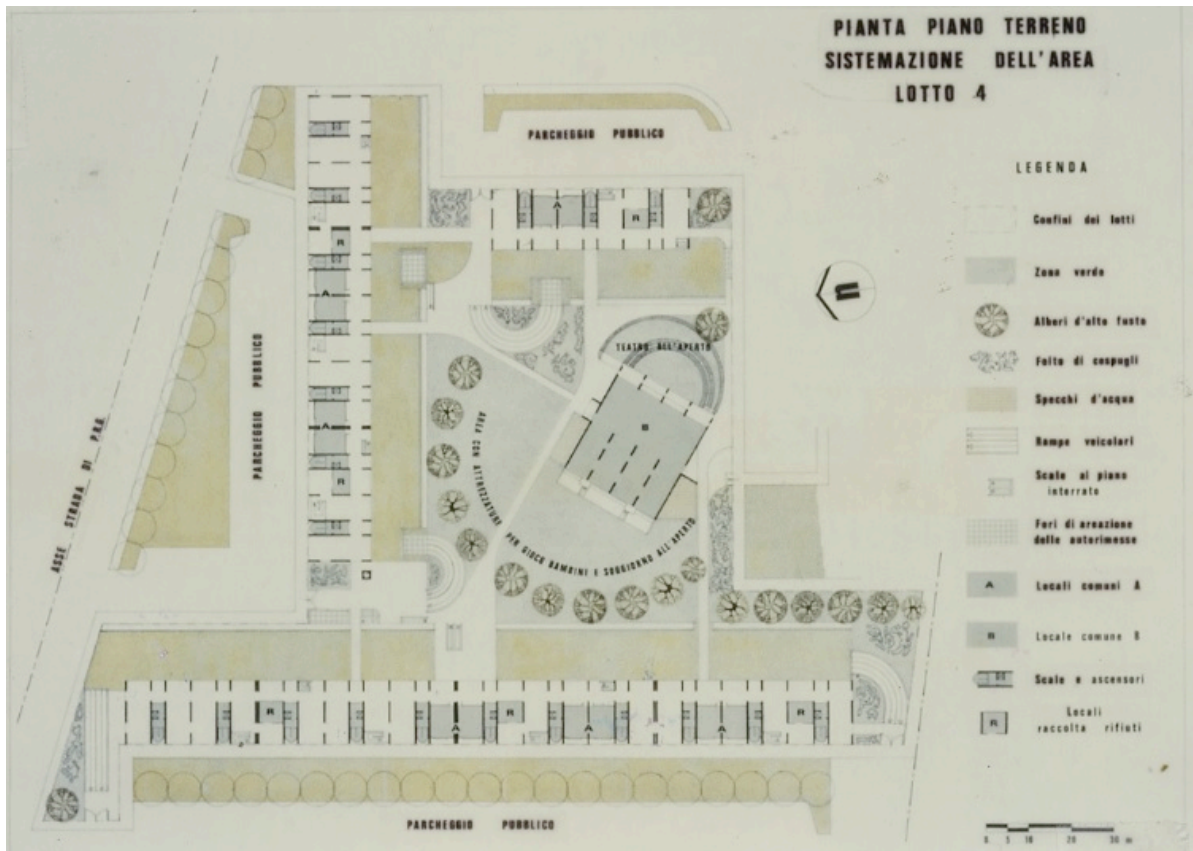 PIANTA PIANO TERRENO
SISTEMAZIONE DELL'AREA
LOTTO 4
PARCHEGGIO PUBBLICO
LEGENDA
Confini dei lotti
Zona verde
Alberi d'alto fusto
Folto di cespugli
Specchi d'acqua
Rampe veicolari
Scale al piano
interrato
Fori di areazione
delle autorimesse
A
Locali comuni A
B
Locale comune B
Scale e ascensori
R
Locali
raccolta rifiuti
A
R
R
A
A
R
TEATRO ALL'APERTO
B
AREA CON ATTREZZATURE PER GIOCO BAMBINI E SOGGIORNO ALL'APERTO
PARCHEGGIO PUBBLICO
ASSE STRADA DI P.R.G.
R
A
R
A
A
R
PARCHEGGIO PUBBLICO
0 5 10 20 30 m